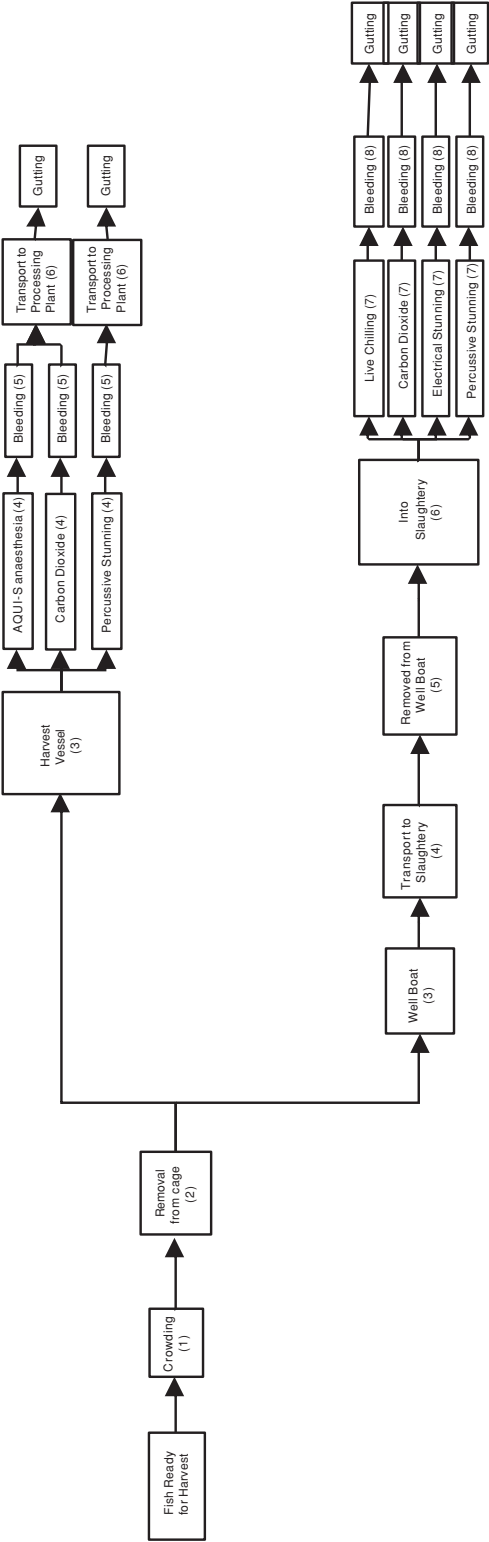 Fish Ready
for Harvest
Crowding
(1)
Removal
from cage
(2)
Harvest
Vessel
(3)
AQUI-S anaesthesia (4)
Carbon Dioxide (4)
Percussive Stunning (4)
Bleeding (5)
Bleeding (5)
Bleeding (5)
Transport to
Processing
Plant (6)
Transport to
Processing
Plant (6)
Gutting
Gutting
Well Boat
(3)
Transport to
Slaughtery
(4)
Removed from
Well Boat
(5)
Into
Slaughtery
(6)
Live Chilling (7)
Carbon Dioxide (7)
Electrical Stunning (7)
Percussive Stunning (7)
Bleeding (8)
Bleeding (8)
Bleeding (8)
Bleeding (8)
Gutting
Gutting
Gutting
Gutting